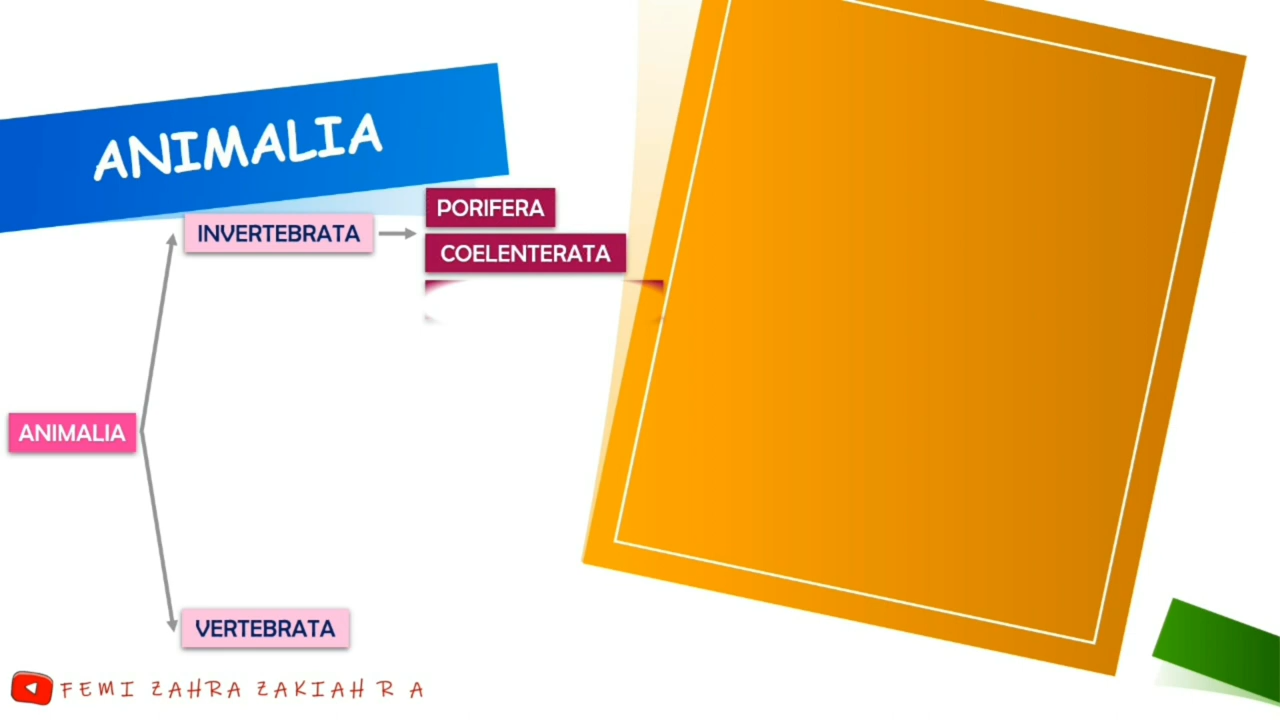 ANIMALIA
PORIFERA
INVERTEBRATA
COELENTERATA
ANIMALIA
VERTEBRATA
FEMI ZAHRA ZAKIAH R A